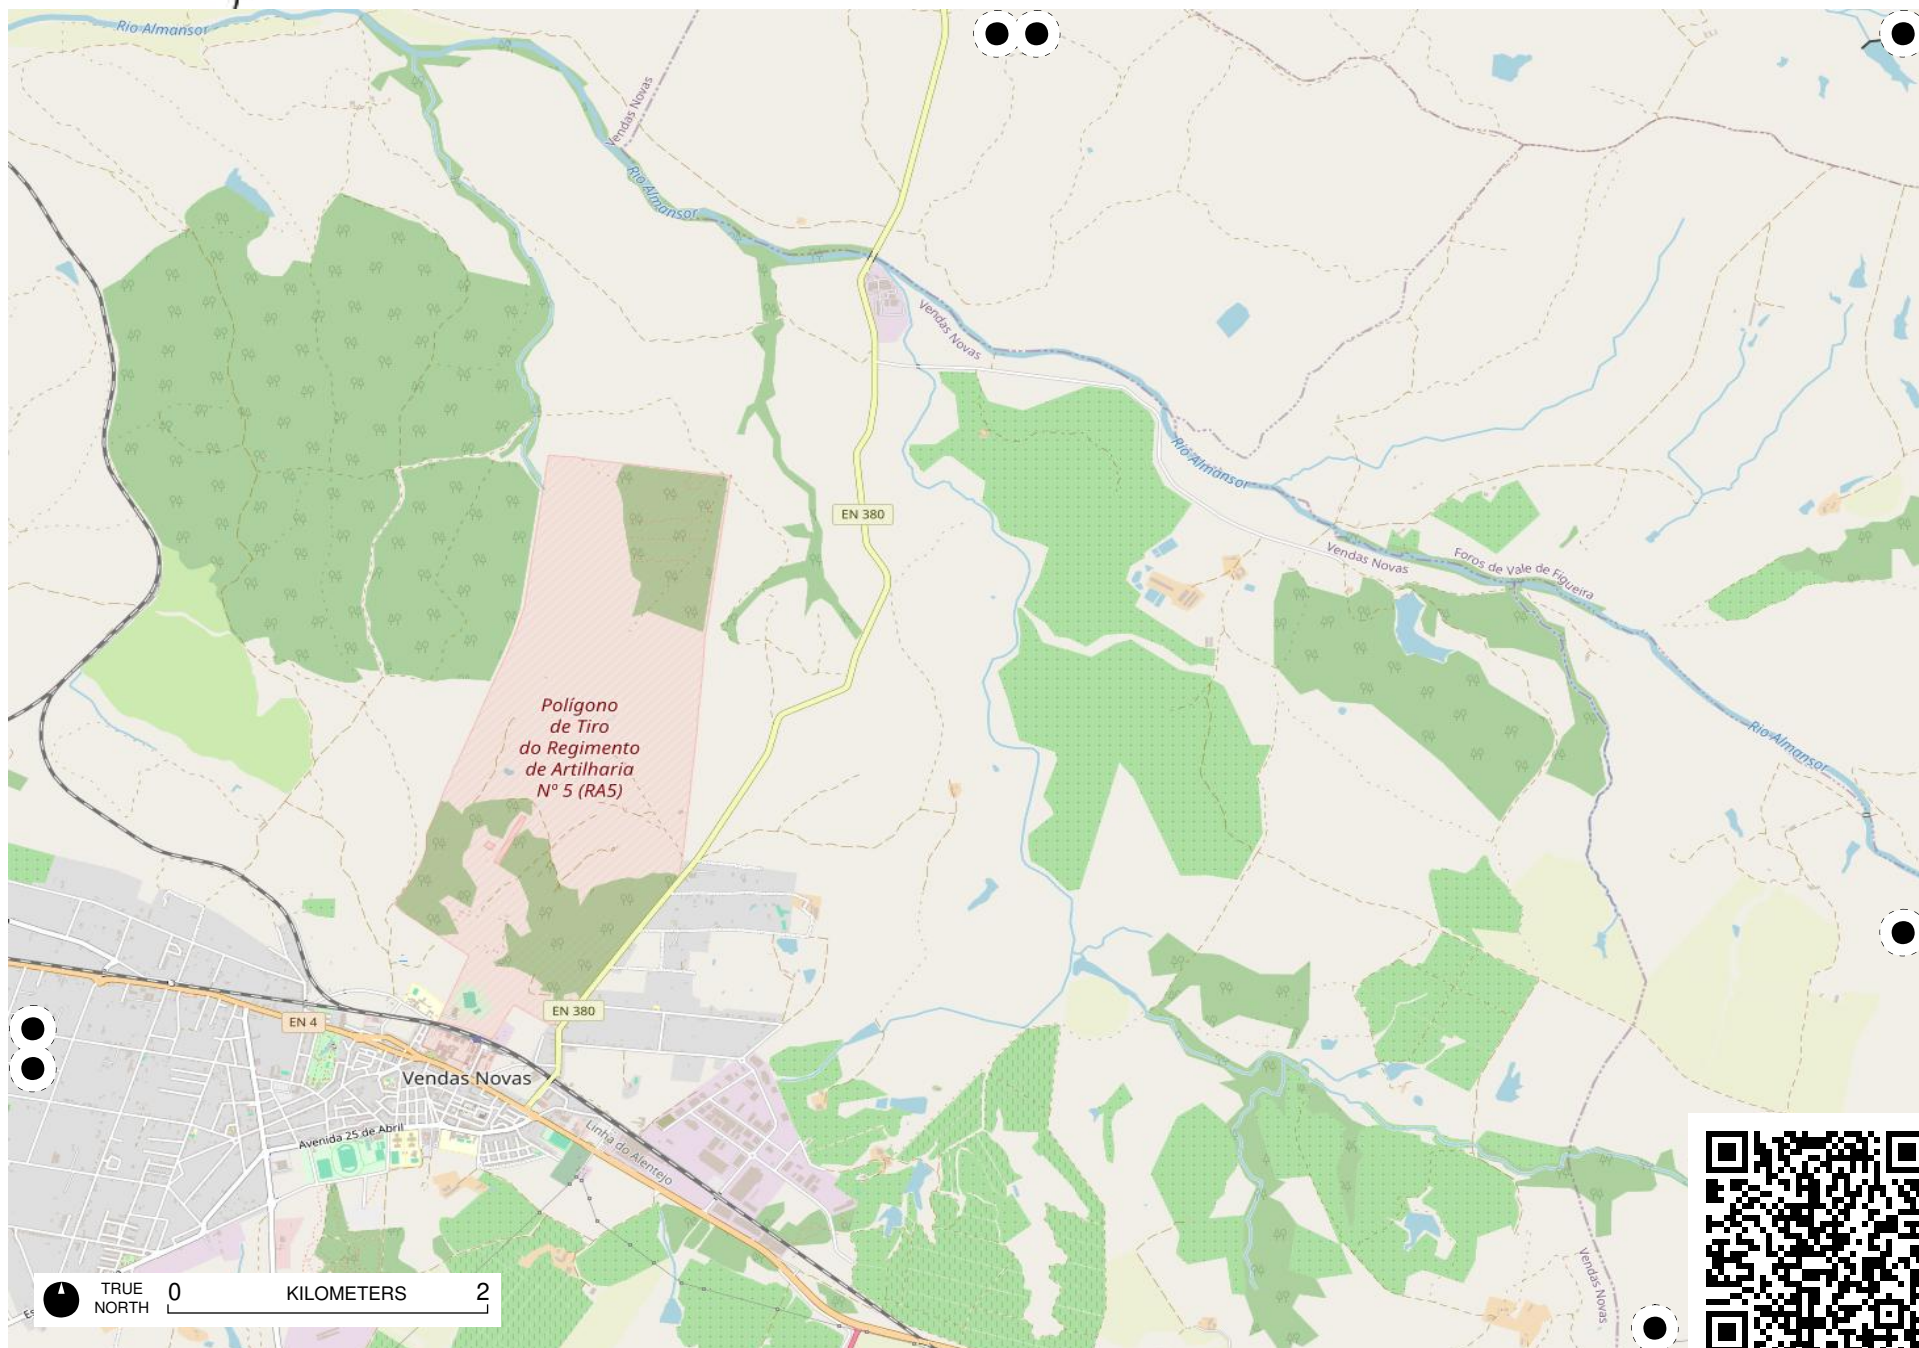 Rio Almansor
Vendas Novas
Rio Almansor
Vendas Novas
Rio Almansor
EN 380
Vendas Novas
Foros de Vale de Figueira
Polígono
de Tiro
do Regimento
de Artilharia
Nº 5 (RA5)
Rio Almansor
EN 380
EN 4
Vendas Novas
Avenida 25 de Abril
Linha do Alentejo
Vendas Novas
TRUE
NORTH
0 KILOMETERS 2